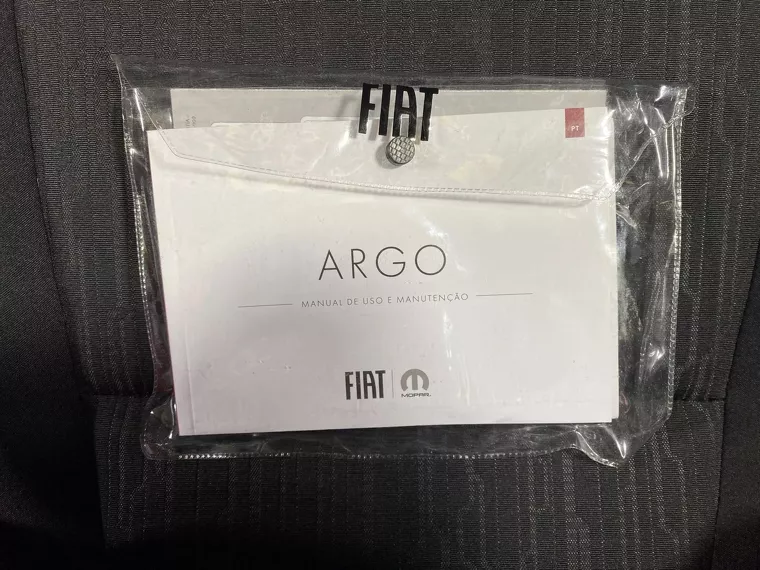 FIAT
PT
ARGO
MANUAL DE USO E MANUTENÇÃO
FIAT
MOPAR